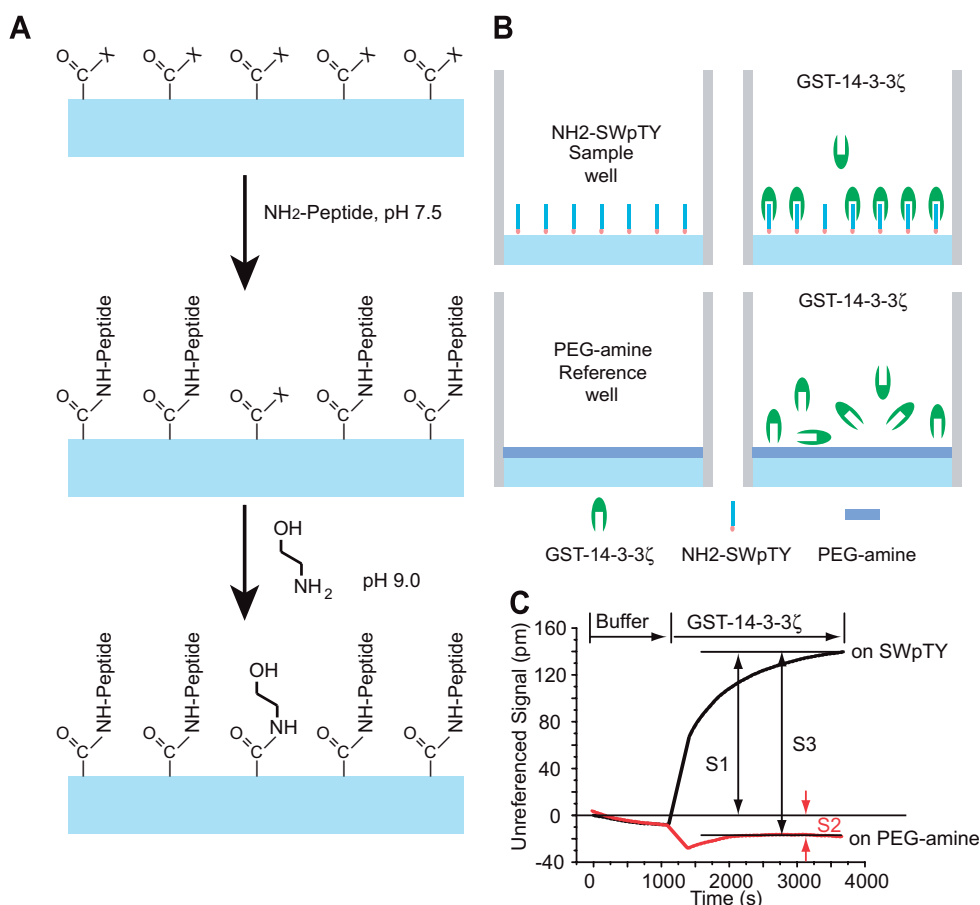 A
O
C
X
O
C
X
O
C
X
O
C
X
O
C
X
NH2-Peptide, pH 7.5
O
C
NH-Peptide
O
C
NH-Peptide
O
C
X
O
C
NH-Peptide
O
C
NH-Peptide
OH
NH2
pH 9.0
O
C
NH-Peptide
O
C
NH-Peptide
OH
NH
O
C
O
C
NH-Peptide
O
C
NH-Peptide
B
NH2-SWpTY
Sample
well
GST-14-3-3ζ
PEG-amine
Reference
well
GST-14-3-3ζ
GST-14-3-3ζ
NH2-SWpTY
PEG-amine
C
Buffer
GST-14-3-3ζ
Unreferenced Signal (pm)
160
120
80
40
0
-40
on SWpTY
S1
S3
S2
on PEG-amine
0
1000
2000
3000
4000
Time (s)